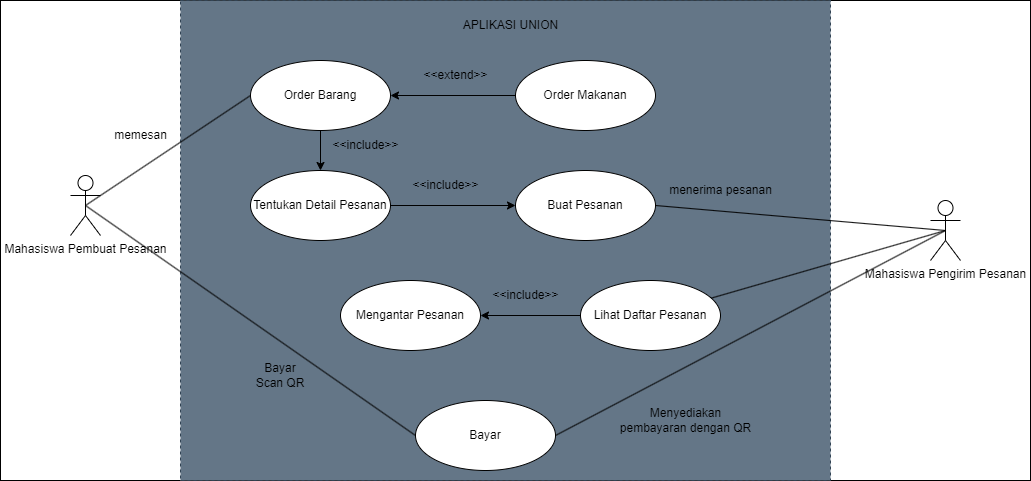 APLIKASI UNION
Order Barang
<<extend>>
Order Makanan
memesan
<<include>>
Tentukan Detail Pesanan
<<include>>
Buat Pesanan
menerima pesanan
Mahasiswa Pembuat Pesanan
Mahasiswa Pengirim Pesanan
Mengantar Pesanan
<<include>>
Lihat Daftar Pesanan
Bayar
Scan QR
Bayar
Menyediakan
pembayaran dengan QR